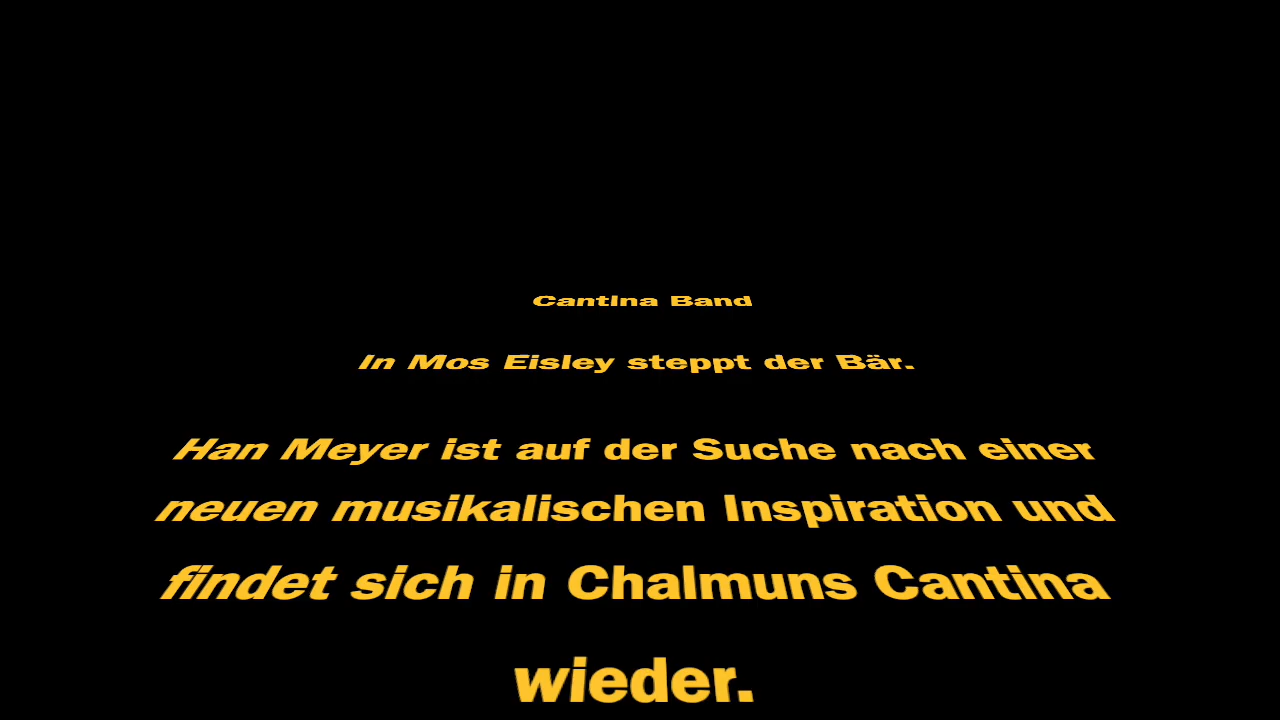 Cantina Band
In Mos Eisley steppt der Bär.
Han Meyer ist auf der Suche nach einer
neuen musikalischen Inspiration und
findet sich in Chalmuns Cantina
wieder.